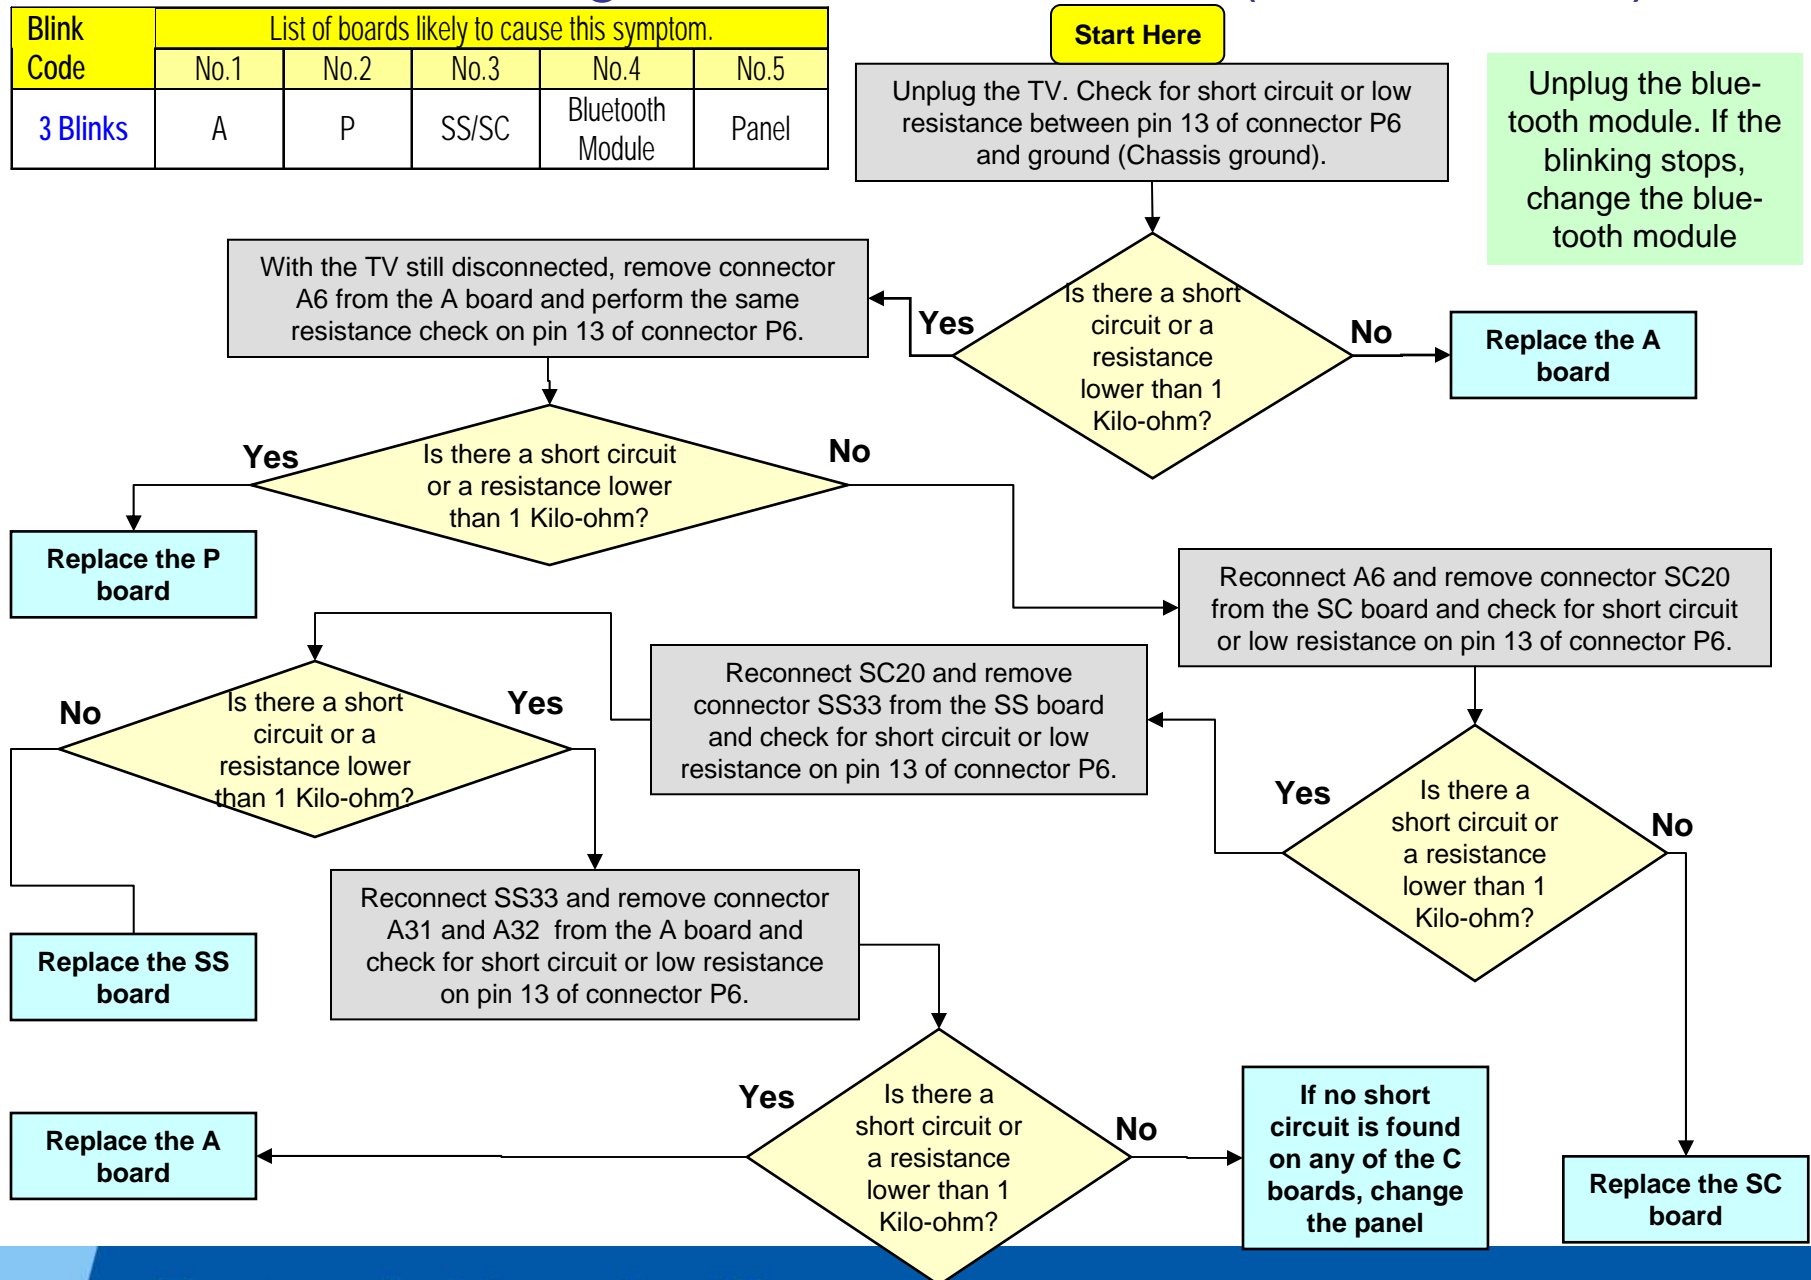 Blink
Code
List of boards likely to cause this symptom.
No.1 No.2 No.3 No.4 No.5
3 Blinks A P SS/SC Bluetooth
Module Panel
Start Here
Unplug the TV. Check for short circuit or low
resistance between pin 13 of connector P6
and ground (Chassis ground).
Unplug the blue-
tooth module. If the
blinking stops,
change the blue-
tooth module
With the TV still disconnected, remove connector
A6 from the A board and perform the same
resistance check on pin 13 of connector P6.
Yes
Is there a short
circuit or a
resistance
lower than 1
Kilo-ohm?
No
Replace the A
board
Yes
Is there a short circuit
or a resistance lower
than 1 Kilo-ohm?
No
Replace the P
board
Reconnect A6 and remove connector SC20
from the SC board and check for short circuit
or low resistance on pin 13 of connector P6.
Reconnect SC20 and remove
connector SS33 from the SS board
and check for short circuit or low
resistance on pin 13 of connector P6.
No
Is there a short
circuit or a
resistance lower
than 1 Kilo-ohm?
Yes
Yes
Is there a
short circuit or
a resistance
lower than 1
Kilo-ohm?
No
Reconnect SS33 and remove connector
A31 and A32 from the A board and
check for short circuit or low resistance
on pin 13 of connector P6.
Replace the SS
board
Yes
Is there a
short circuit or
a resistance
lower than 1
Kilo-ohm?
No
Replace the A
board
If no short
circuit is found
on any of the C
boards, change
the panel
Replace the SC
board